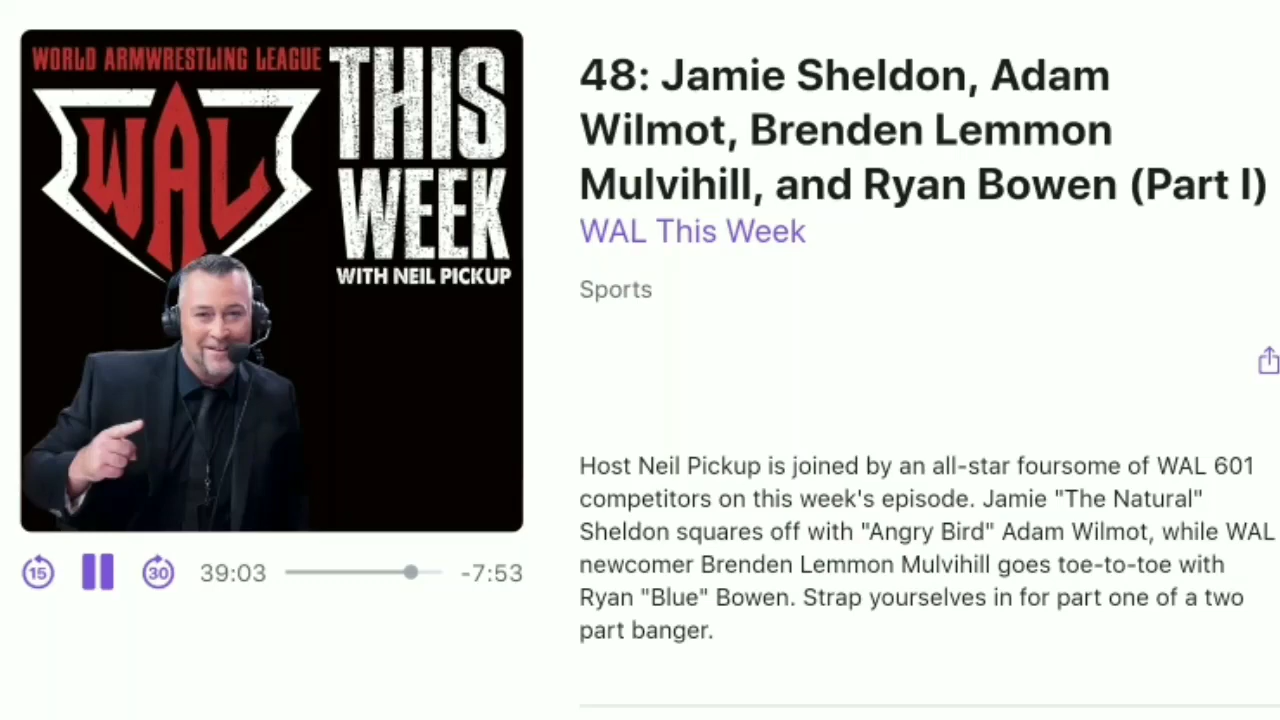 WORLD ARMWRESTLING LEAGUE
WAL
THIS
WEEK
WITH NEIL PICKUP
15
30
39:03
-7:53
48: Jamie Sheldon, Adam
Wilmot, Brenden Lemmon
Mulvihill, and Ryan Bowen (Part I)
WAL This Week
Sports
Host Neil Pickup is joined by an all-star foursome of WAL 601
competitors on this week's episode. Jamie "The Natural"
Sheldon squares off with "Angry Bird" Adam Wilmot, while WAL
newcomer Brenden Lemmon Mulvihill goes toe-to-toe with
Ryan "Blue" Bowen. Strap yourselves in for part one of a two
part banger.